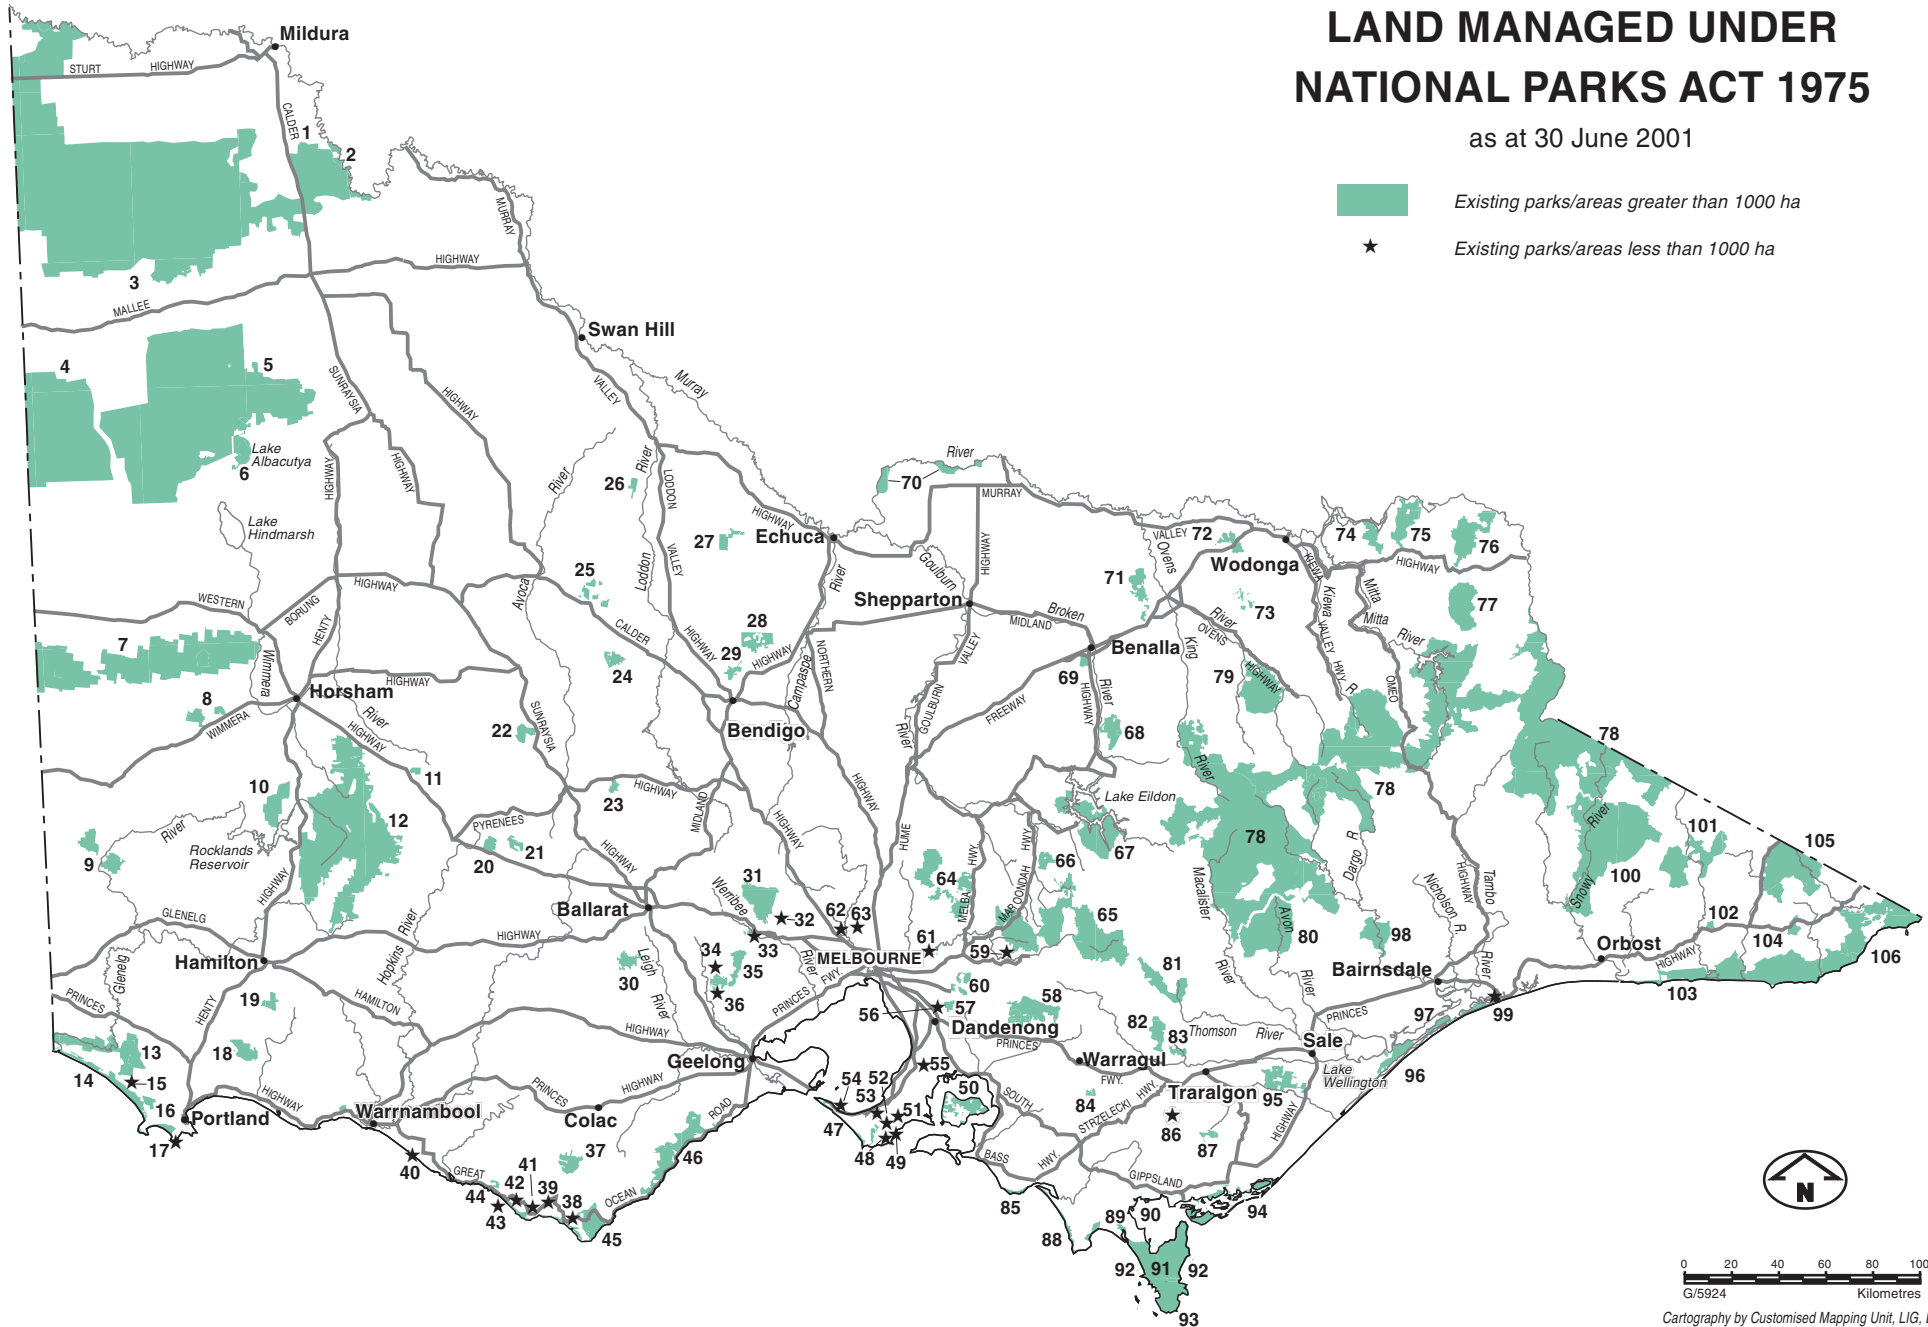 LAND MANAGED UNDER
NATIONAL PARKS ACT 1975
as at 30 June 2001
Existing parks/areas greater than 1000 ha
Existing parks/areas less than 1000 ha
Mildura
STURT
HIGHWAY
CALDER
1
2
MURRAY
HIGHWAY
3
MALLEE
Swan Hill
4
5
SUNRAYSIA
HIGHWAY
VALLEY
Murray
Lake
Albacutya
6
HIGHWAY
HIGHWAY
River
River
26
LODDON
River
70
MURRAY
Lake
Hindmarsh
HIGHWAY
Echuca
27
VALLEY
HIGHWAY
VALLEY
72
Wodonga
74
75
76
HIGHWAY
KIEWA
Ovens
Goulburn
River
25
Loddon
Avoca
HIGHWAY
WESTERN
BORUNG
HENTY
Shepparton
71
73
Kiewa
Mitta
Mitta
River
77
Broken
MIDLAND
River
OVENS
HIGHWAY
VALLEY HWY
R
28
29
CALDER
HIGHWAY
HIGHWAY
Campaspe
NORTHERN
VALLEY
Benalla
King
7
Wimmera
24
69
River
HIGHWAY
79
OMEO
Horsham
HIGHWAY
8
WIMMERA
River
HIGHWAY
22
SUNRAYSIA
Bendigo
GOULBURN
FREEWAY
River
68
78
10
11
12
23
HIGHWAY
MIDLAND
HIGHWAY
HIGHWAY
River
Lake Eildon
78
River
9
River
Rocklands
Reservoir
PYRENEES
20
21
HIGHWAY
HUME
HWY
HWY
66
67
78
Dargo R
101
105
31
Werribee
32
64
MELBA
MAROONDAH
65
Macalister
Avon
Nicholson R.
HIGHWAY
Tambo
Snowy
100
GLENELG
HIGHWAY
Ballarat
HIGHWAY
Hopkins
River
62
63
33
61
59
80
98
102
104
Orbost
HIGHWAY
106
Hamilton
Glenelg
34
35
36
30
Leigh
River
River
MELBOURNE
FWY.
PRINCES
60
81
River
River
Bairnsdale
River
103
PRINCES
HENTY
19
HAMILTON
56
57
58
Dandenong
PRINCES
82
83
Thomson
River
Sale
PRINCES
97
99
13
14
15
18
HIGHWAY
Geelong
Warragul
FWY.
Lake
Wellington
96
16
Portland
17
HIGHWAY
Warrnambool
PRINCES
HIGHWAY
Colac
ROAD
54
53
52
55
51
50
SOUTH
84
STRZELECKI
HWY.
Traralgon
86
95
HIGHWAY
40
37
46
47
48
49
BASS
HWY.
87
GREAT
OCEAN
44
42
41
39
38
43
45
GIPPSLAND
85
88
89
90
94
92
91
92
93
N
0
20
40
60
80
100
G/5924
Kilometres
Cartography by Customised Mapping Unit, LIG,